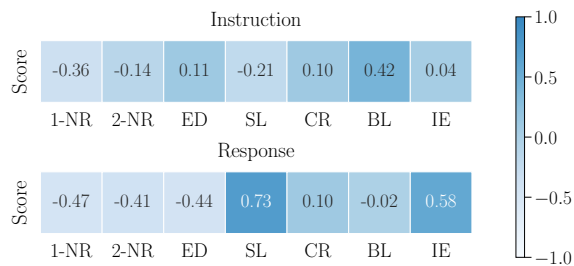 Instruction
Score
-0.36 -0.14 0.11 -0.21 0.10 0.42 0.04
1-NR 2-NR ED SL CR BL IE
Response
Score
-0.47 -0.41 -0.44 0.73 0.10 -0.02 0.58
1-NR 2-NR ED SL CR BL IE
1.0
0.5
0.0
−0.5
−1.0